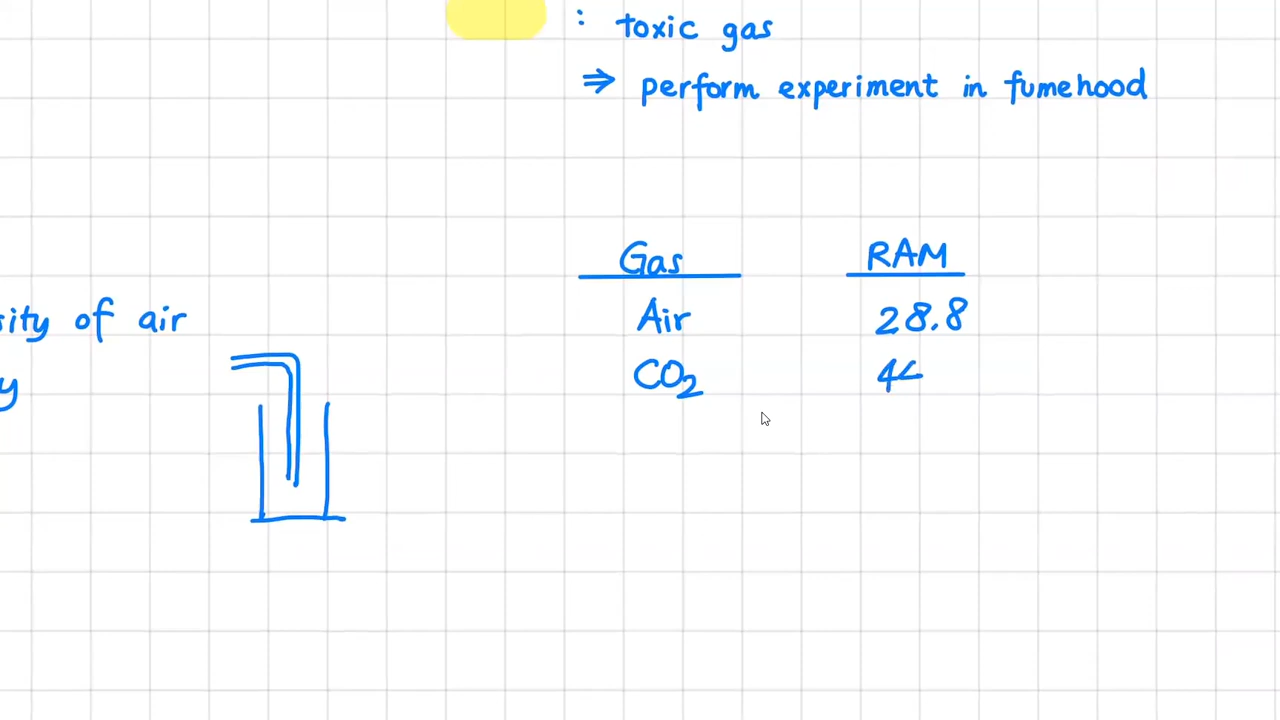 : toxic gas
⇒ perform experiment in fumehood
Gas RAM
Air 28.8
CO₂ 44
sity of air
y